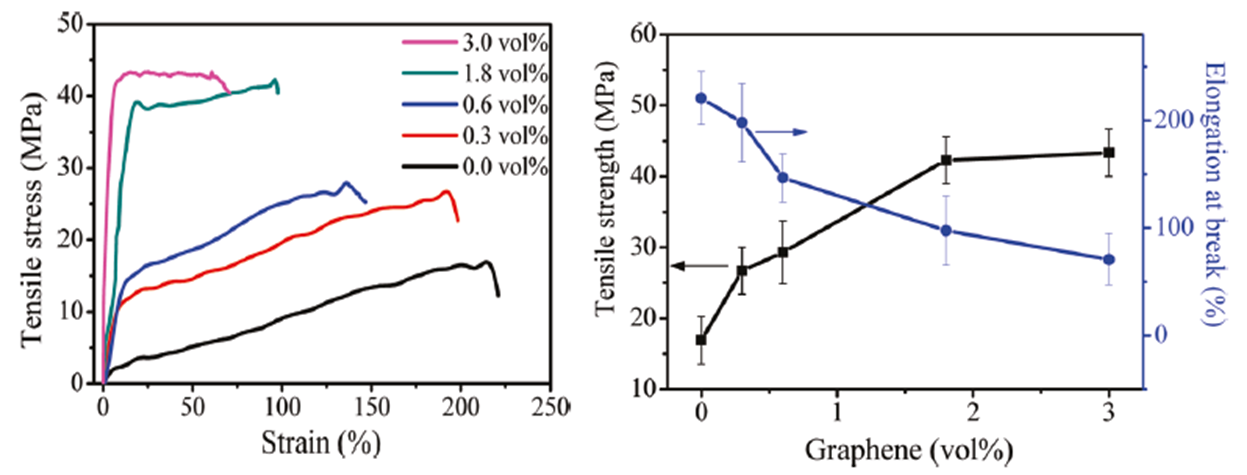 50
40
30
20
10
0
Tensile stress (MPa)
3.0 vol%
1.8 vol%
0.6 vol%
0.3 vol%
0.0 vol%
0 50 100 150 200 250
Strain (%)
60
50
40
30
20
10
Tensile strength (MPa)
200
100
0
Elongation at break (%)
0 1 2 3
Graphene (vol%)